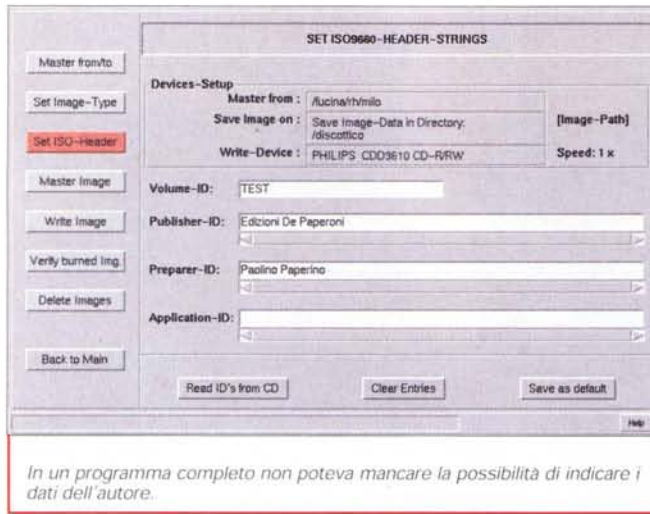 SET ISO9660-HEADER-STRINGS
Master from/to
Set Image-Type
Set ISO-Header
Master Image
Write Image
Verify burned Img.
Delete Images
Back to Main
Devices-Setup
Master from : /fucina/rh/milo
Save Image on : Save Image-Data in Directory: [Image-Path]
/discottico
Write-Device : PHILIPS CDD3610 CD-R/RW Speed: 1 x
Volume-ID: TEST
Publisher-ID: Edizioni De Paperoni
Preparer-ID: Paolino Paperino
Application-ID:
Read ID's from CD Clear Entries Save as default
Help
In un programma completo non poteva mancare la possibilità di indicare i
dati dell'autore.